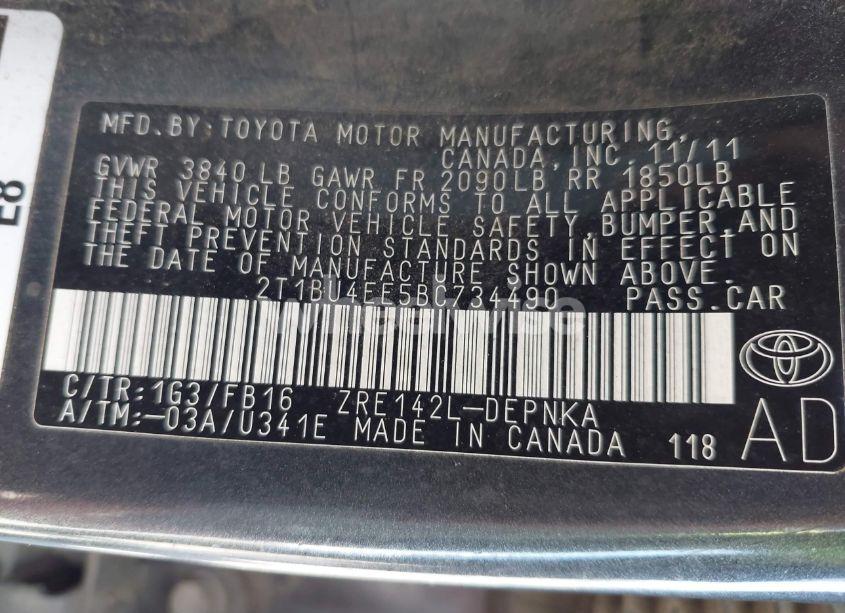 E8
MFD. BY: TOYOTA MOTOR MANUFACTURING,
CANADA, INC. 11/11
GVWR 3840 LB GAWR FR 2090LB RR 1850LB
THIS VEHICLE CONFORMS TO ALL APPLICABLE
FEDERAL MOTOR VEHICLE SAFETY, BUMPER, AND
THEFT PREVENTION STANDARDS IN EFFECT ON
THE DATE OF MANUFACTURE SHOWN ABOVE.
2T1BU4EE5BC734490 PASS.CAR
C/TR: 1G3/FB16 ZRE142L-DEPNKA
A/TM: -03A/U341E MADE IN CANADA 118 AD